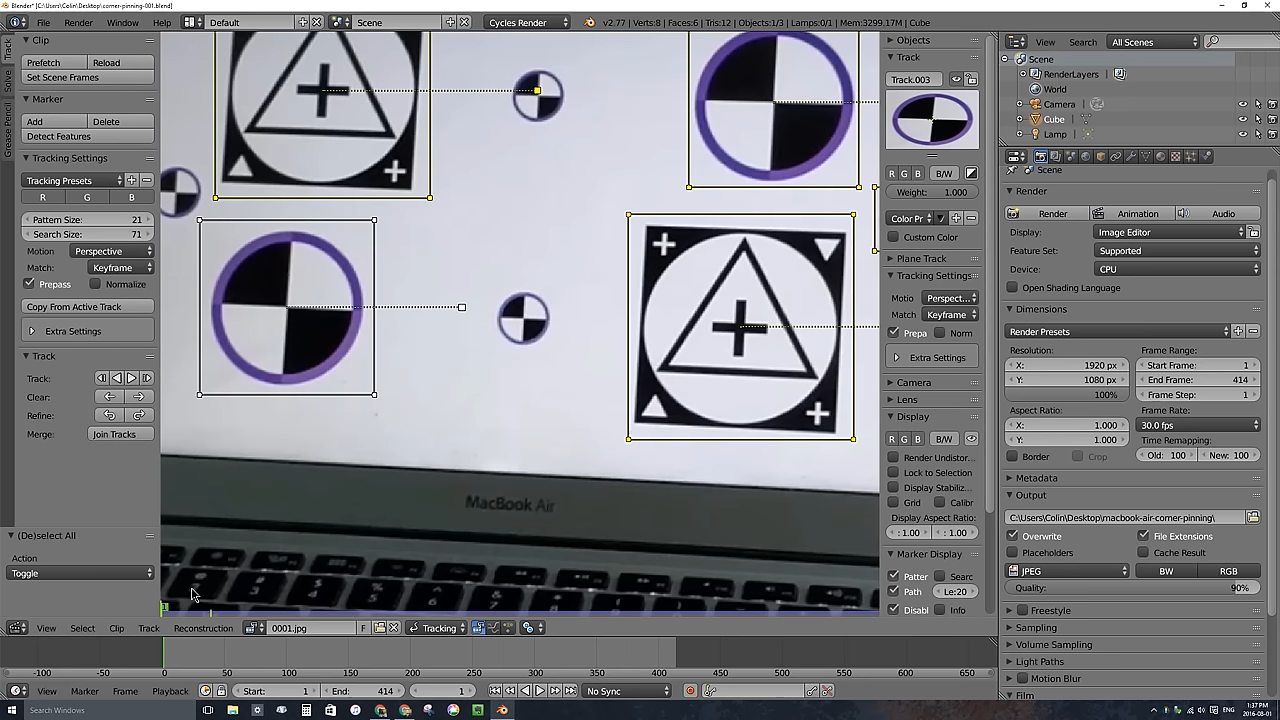 Blender* [C:\Users\Colin\Desktop\corner-pinning-001.blend]
File Render Window Help Default Scene Cycles Render v2.77 | Verts:8 | Faces:6 | Tris:12 | Objects:1/3 | Lamps:0/1 | Mem:3299.17M | Cube
Track
Solve
Grease Pencil
Clip
Prefetch Reload
Set Scene Frames
Marker
Add Delete
Detect Features
Tracking Settings
Tracking Presets
R G B
Pattern Size: 21
Search Size: 71
Motion Perspective
Match: Keyframe
Prepass Normalize
Copy From Active Track
Extra Settings
Track
Track:
Clear:
Refine:
Merge: Join Tracks
(De)select All
Action
Toggle
MacBook Air
Objects
Track
Track.003
R G B B/W
Weight: 1.000
Color Pr
Custom Color
Plane Track
Tracking Settings
Motio Perspect...
Match Keyframe
Prepa Norm
Extra Settings
Camera
Lens
Display
R G B B/W
Render Undistor...
Lock to Selection
Display Stabiliz...
Grid Calibr
Display Aspect Ratio:
: 1.00 : 1.00
Marker Display
Patter Searc
Path Le:20
Disabl Info
View Search All Scenes
Scene
RenderLayers
World
Camera
Cube
Lamp
Scene
Render
Render Animation Audio
Display: Image Editor
Feature Set: Supported
Device: CPU
Open Shading Language
Dimensions
Render Presets
Resolution: Frame Range:
X: 1920 px Start Frame: 1
Y: 1080 px End Frame: 414
100% Frame Step: 1
Aspect Ratio: Frame Rate:
X: 1.000 30.0 fps
Y: 1.000 Time Remapping:
Border Crop Old: 100 New: 100
Metadata
Output
C:\Users\Colin\Desktop\macbook-air-corner-pinning\
Overwrite File Extensions
Placeholders Cache Result
JPEG BW RGB
Quality: 90%
Freestyle
Sampling
Volume Sampling
Light Paths
Motion Blur
Film
1
View Select Clip Track Reconstruction 0001.jpg F Tracking
-100 -50 0 50 100 150 200 250 300 350 400 450 500 550 600 650
View Marker Frame Playback Start: 1 End: 414 1 No Sync
Search Windows
ENG
1:37 PM
2016-03-01